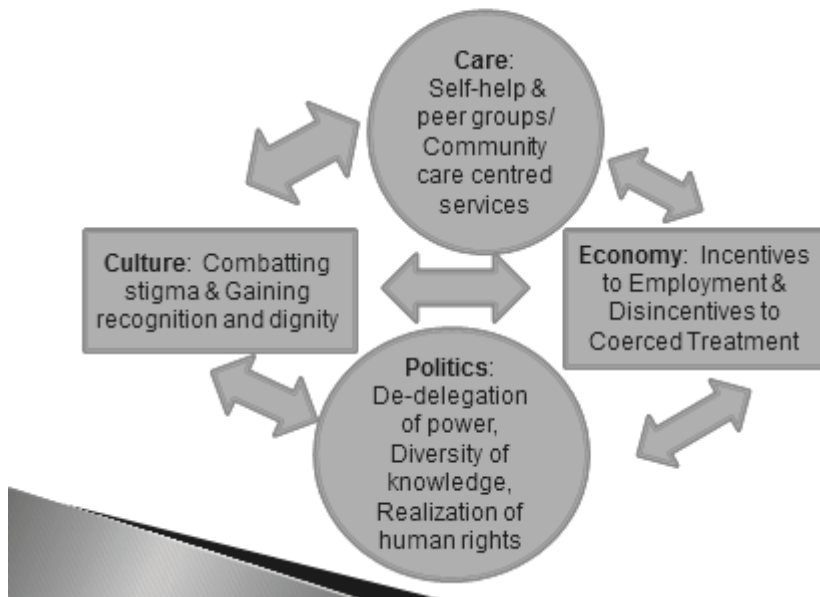 Care:
Self-help &
peer groups/
Community
care centred
services
Culture: Combatting
stigma & Gaining
recognition and dignity
Economy: Incentives
to Employment &
Disincentives to
Coerced Treatment
Politics:
De-delegation
of power,
Diversity of
knowledge,
Realization of
human rights